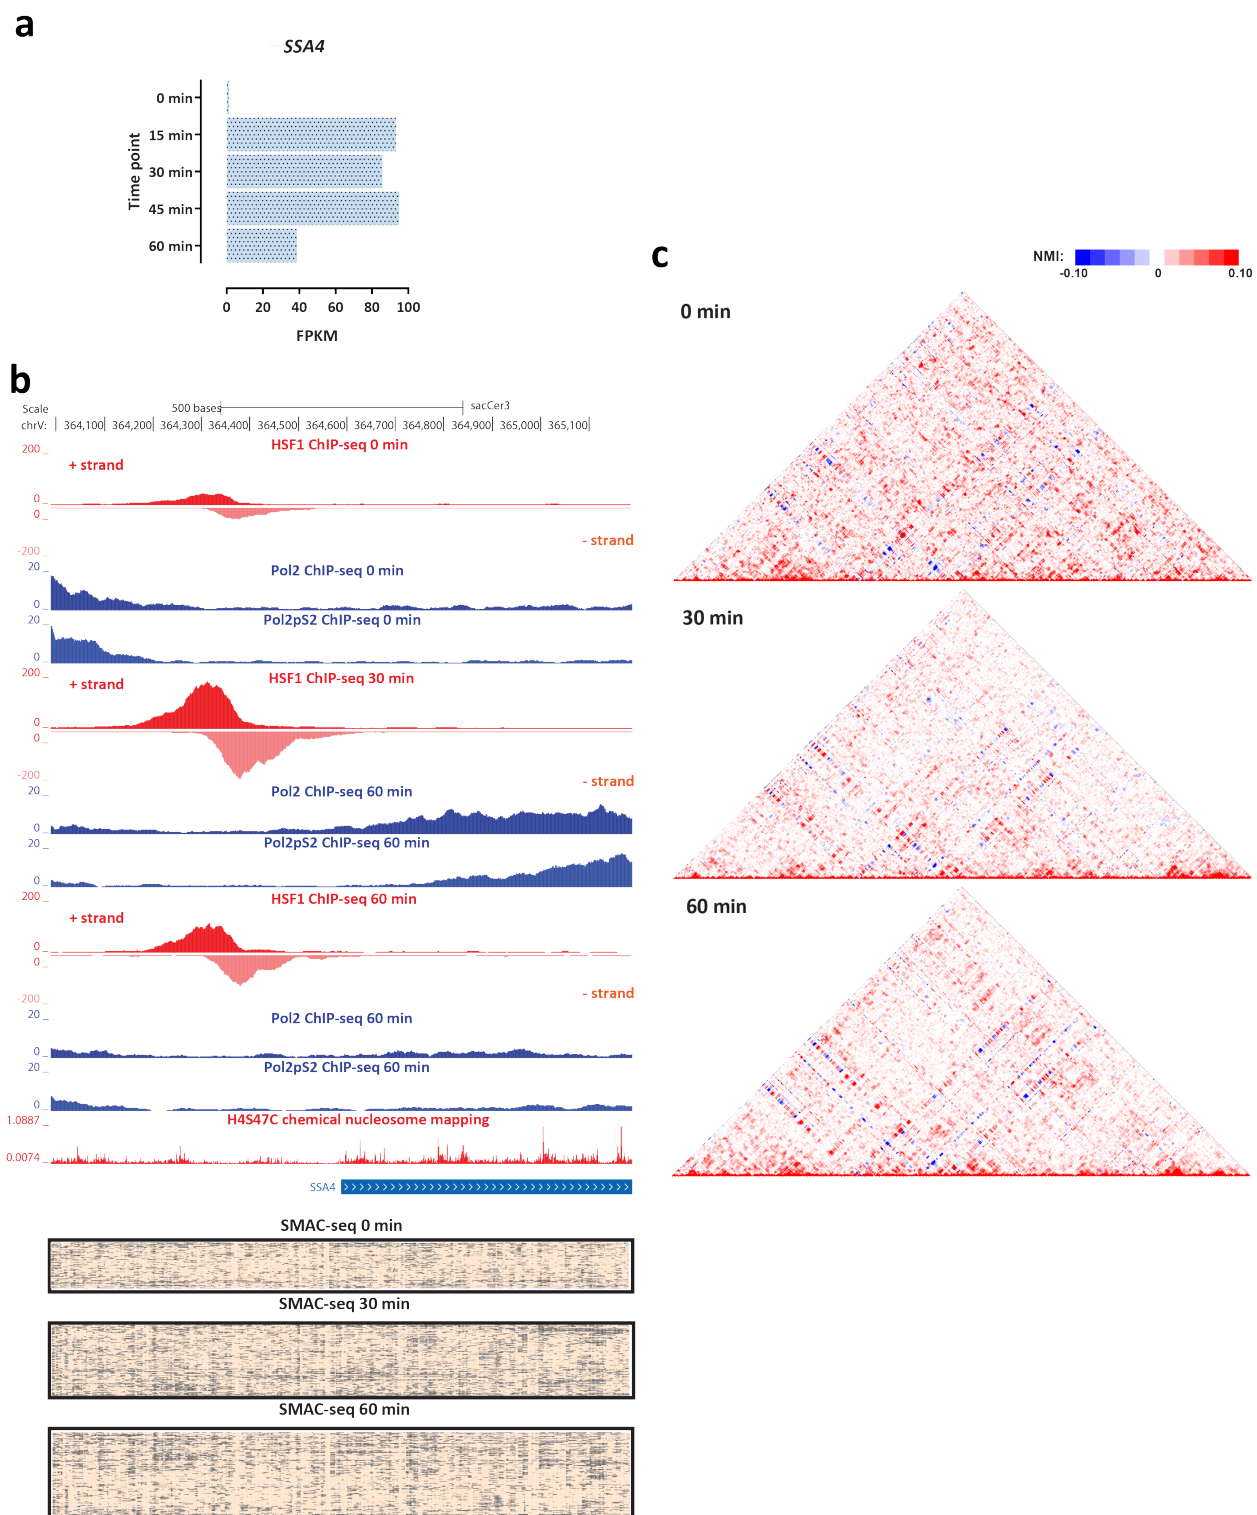 a
SSA4
0 min
15 min
30 min
45 min
60 min
Time point
0 20 40 60 80 100
FPKM
b
Scale
500 bases
sacCer3
chrV:
364,100 364,200 364,300 364,400 364,500 364,600 364,700 364,800 364,900 365,000 365,100
HSF1 ChIP-seq 0 min
200
+ strand
0
0
- strand
-200
Pol2 ChIP-seq 0 min
20
0
Pol2pS2 ChIP-seq 0 min
20
0
HSF1 ChIP-seq 30 min
200
+ strand
0
0
-200
- strand
Pol2 ChIP-seq 60 min
20
0
Pol2pS2 ChIP-seq 60 min
20
0
HSF1 ChIP-seq 60 min
200
+ strand
0
0
- strand
-200
Pol2 ChIP-seq 60 min
20
0
Pol2pS2 ChIP-seq 60 min
20
0
H4S47C chemical nucleosome mapping
1.0887
0.0074
SSA4
SMAC-seq 0 min
SMAC-seq 30 min
SMAC-seq 60 min
c
NMI:
-0.10 0 0.10
0 min
30 min
60 min